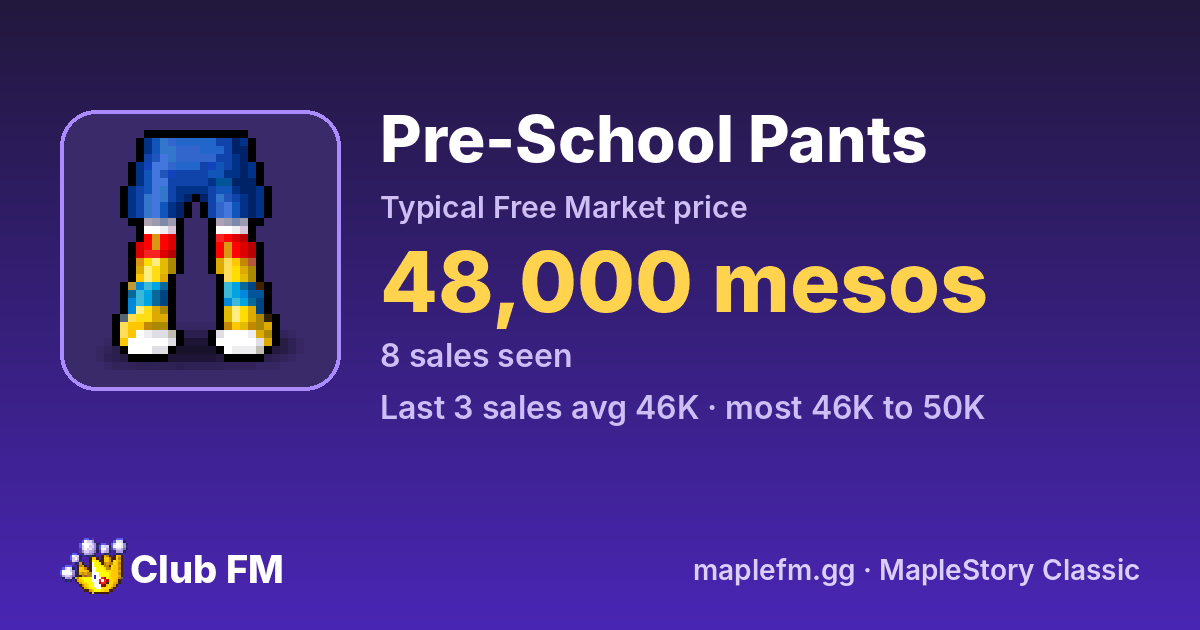 Pre-School Pants
Typical Free Market price
48,000 mesos
8 sales seen
Last 3 sales avg 46K · most 46K to 50K
Club FM
maplefm.gg · MapleStory Classic